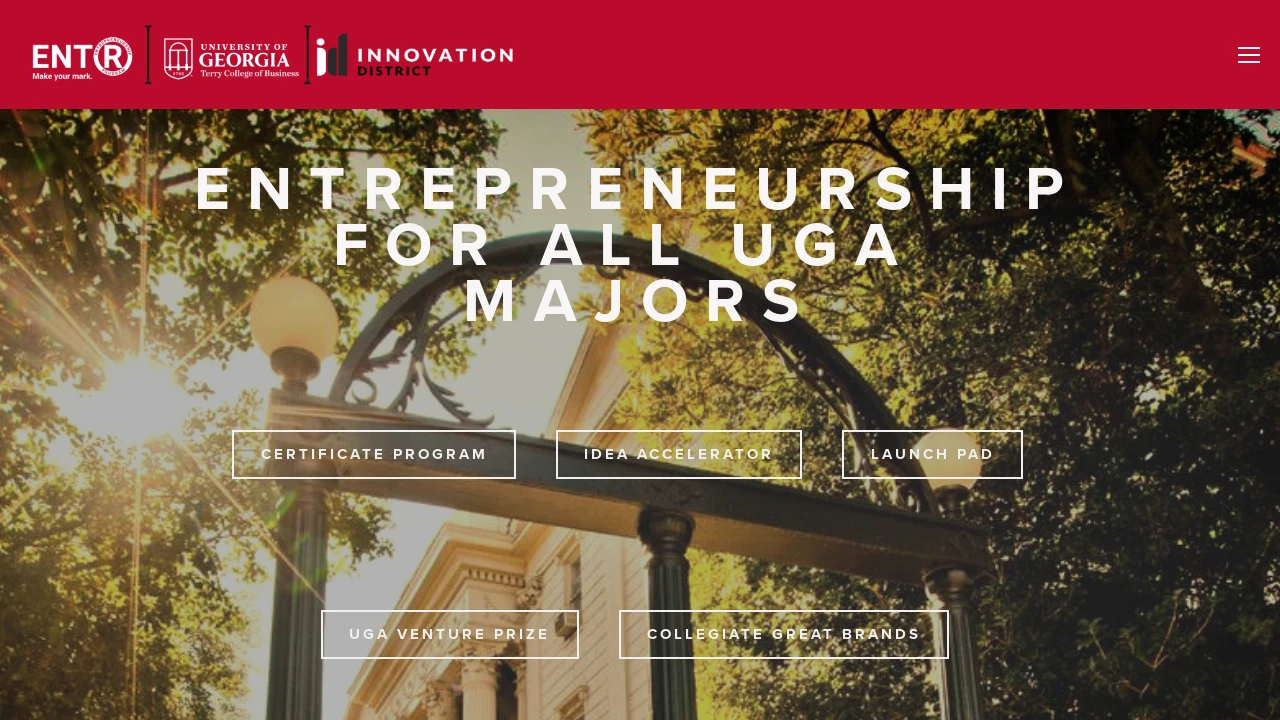 ENTR
Make your mark.
UNIVERSITY OF
GEORGIA
Terry College of Business
1785
INNOVATION
DISTRICT
ENTREPRENEURSHIP
FOR ALL UGA
MAJORS
CERTIFICATE PROGRAM
IDEA ACCELERATOR
LAUNCH PAD
UGA VENTURE PRIZE
COLLEGIATE GREAT BRANDS